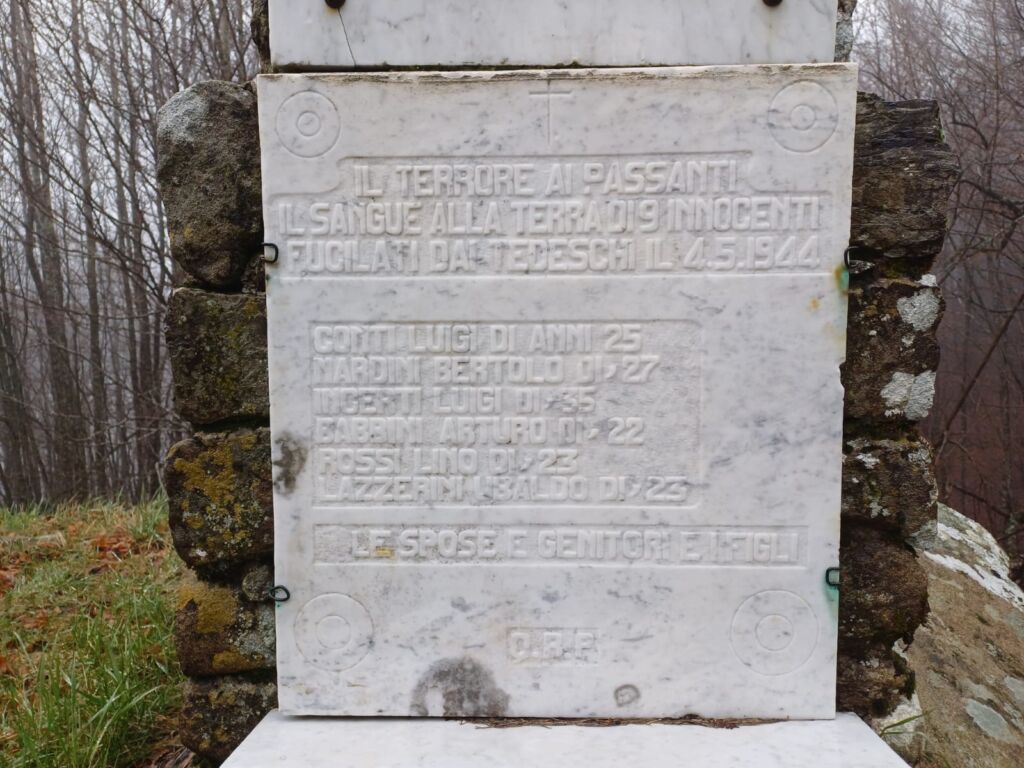 IL TERRORE AI PASSANTI
IL SANGUE ALLA TERRA DI 9 INNOCENTI
FUCILATI DAI TEDESCHI IL 4.5.1944
CONTI LUIGI DI ANNI 25
NARDINI BERTOLO DI, 27
INCERTI LUIGI DI, 35
BABBINI ARTURO DI, 22
ROSSI LINO DI, 23
LAZZERINI UBALDO DI, 23
LE SPOSE E GENITORI E I FIGLI
Q.R.P.